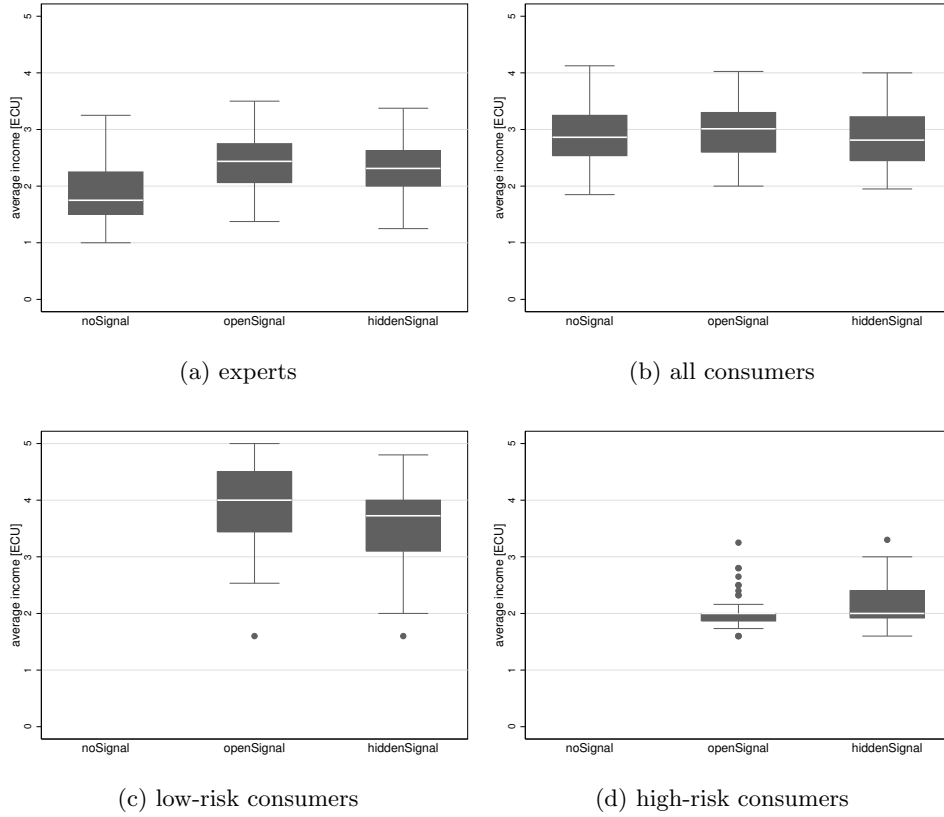 average income [ECU]
5
4
3
2
1
0
noSignal openSignal hiddenSignal
(a) experts
average income [ECU]
5
4
3
2
1
0
noSignal openSignal hiddenSignal
(b) all consumers
average income [ECU]
5
4
3
2
1
0
noSignal openSignal hiddenSignal
(c) low-risk consumers
average income [ECU]
5
4
3
2
1
0
noSignal openSignal hiddenSignal
(d) high-risk consumers